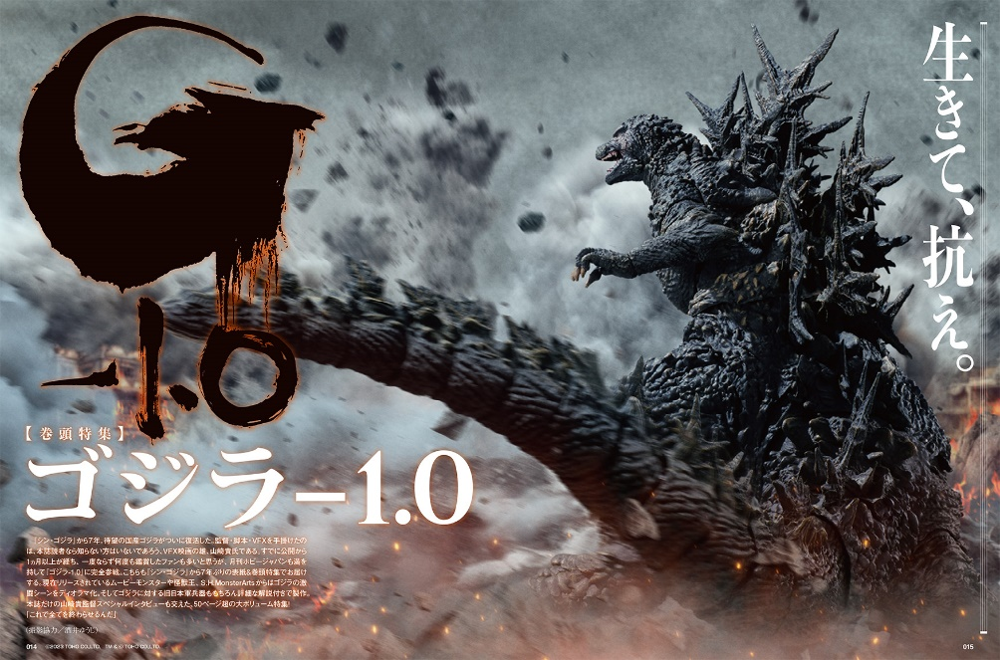 G
-1.0
【巻頭特集】
ゴジラ–1.0
『シン・ゴジラ』から7年、待望の国産ゴジラがついに復活した。監督・脚本・VFXを手掛けたの
は、本誌読者なら知らない方はいないであろう、VFX映画の雄、山崎貴氏である。すでに公開から
1ヵ月以上が経ち、一度ならず何度も鑑賞したファンも多いと思うが、月刊ホビージャパンも満を
持して『ゴジラ-1.0』に完全参戦。こちらも『シン・ゴジラ』から7年ぶりの表紙&巻頭特集でお届け
する。現在リリースされているムービーモンスターや怪獣王、S.H.MonsterArtsからはゴジラの激
闘シーンをディオラマ化。そしてゴジラに対する旧日本軍兵器ももちろん詳細な解説付きで製作。
本誌だけの山崎貴監督スペシャルインタビューも交えた、50ページ超の大ボリューム特集!
「これで全てを終わらせるんだ」
(撮影協力/酒井ゆうじ)
014 ©2023 TOHO CO.,LTD. TM & © TOHO CO.,LTD.
生きて、抗え。
015